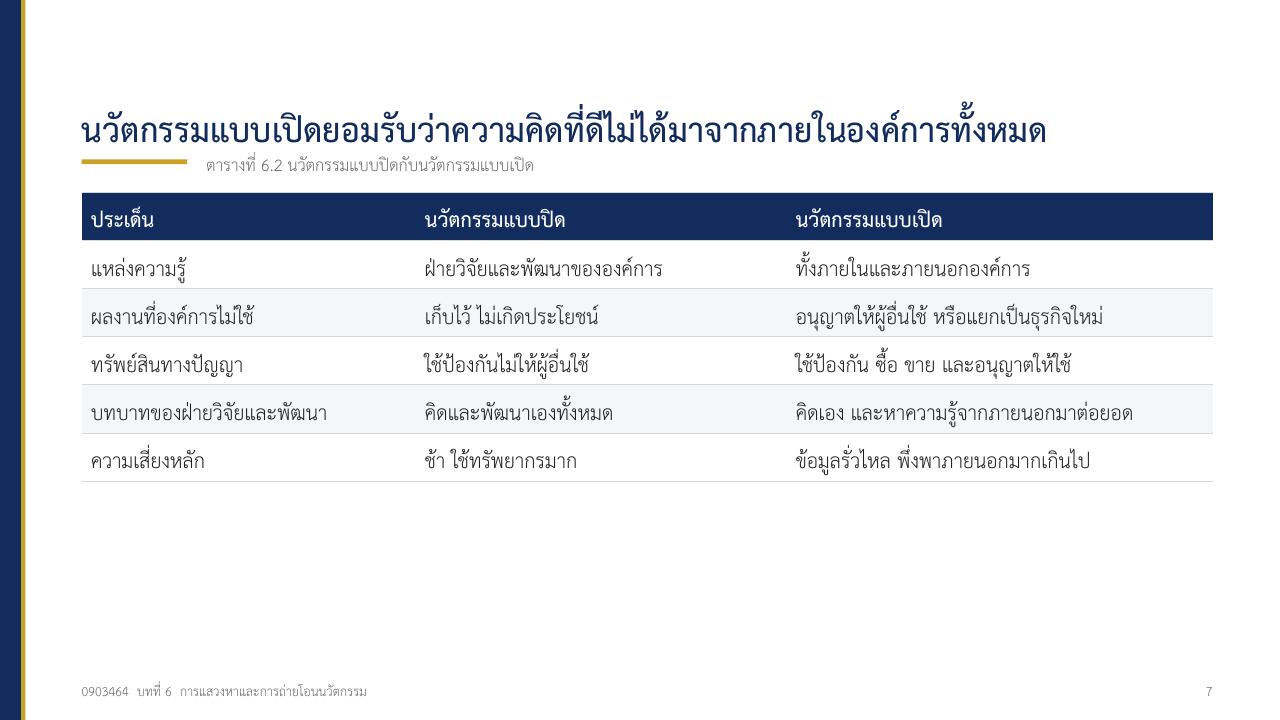 นวัตกรรมแบบเปิดยอมรับว่าความคิดที่ดีไม่ได้มาจากภายในองค์การทั้งหมด
ตารางที่ 6.2 นวัตกรรมแบบปิดกับนวัตกรรมแบบเปิด
ประเด็น นวัตกรรมแบบปิด นวัตกรรมแบบเปิด
แหล่งความรู้ ฝ่ายวิจัยและพัฒนาขององค์การ ทั้งภายในและภายนอกองค์การ
ผลงานที่องค์การไม่ใช้ เก็บไว้ ไม่เกิดประโยชน์ อนุญาตให้ผู้อื่นใช้ หรือแยกเป็นธุรกิจใหม่
ทรัพย์สินทางปัญญา ใช้ป้องกันไม่ให้ผู้อื่นใช้ ใช้ป้องกัน ซื้อ ขาย และอนุญาตให้ใช้
บทบาทของฝ่ายวิจัยและพัฒนา คิดและพัฒนาเองทั้งหมด คิดเอง และหาความรู้จากภายนอกมาต่อยอด
ความเสี่ยงหลัก ช้า ใช้ทรัพยากรมาก ข้อมูลรั่วไหล พึ่งพาภายนอกมากเกินไป
0903464 บทที่ 6 การแสวงหาและการถ่ายโอนนวัตกรรม 7